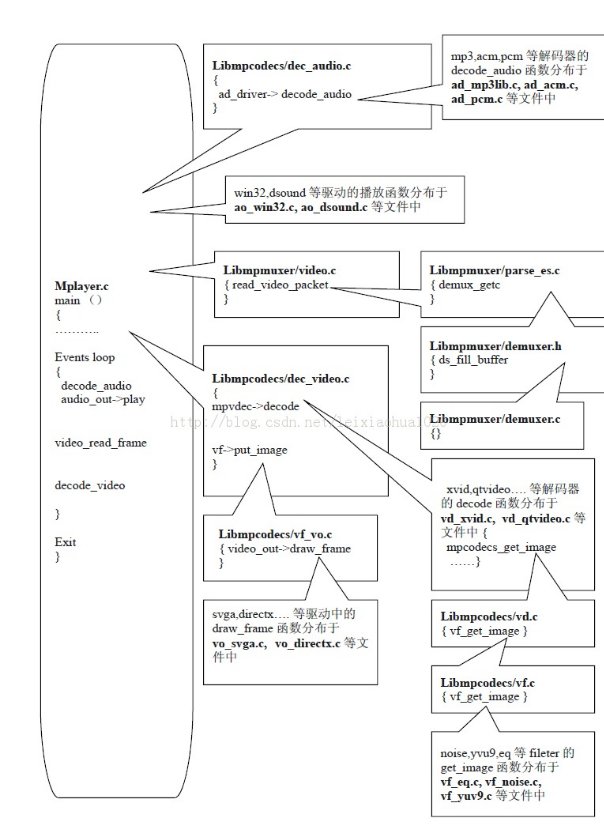 Mplayer.c
main （）
{
………..
Events loop
{
decode_audio
audio_out->play
video_read_frame
decode_video
}
Exit
}
Libmpcodecs/dec_audio.c
{
ad_driver-> decode_audio
}
mp3,acm,pcm 等解码器的
decode_audio 函数分布于
ad_mp3lib.c, ad_acm.c,
ad_pcm.c 等文件中
win32,dsound 等驱动的播放函数分布于
ao_win32.c, ao_dsound.c 等文件中
Libmpmuxer/video.c
{ read_video_packet
}
Libmpmuxer/parse_es.c
{ demux_getc
}
Libmpmuxer/demuxer.h
{ ds_fill_buffer
}
Libmpmuxer/demuxer.c
{}
Libmpcodecs/dec_video.c
{
mpvdec->decode
vf->put_image
}
xvid,qtvideo…. 等解码器
的 decode 函数分布于
vd_xvid.c, vd_qtvideo.c 等
文件中 {
mpcodecs_get_image
……}
Libmpcodecs/vf_vo.c
{ video_out->draw_frame
}
svga,directx…. 等驱动中的
draw_frame 函数分布于
vo_svga.c, vo_directx.c 等文
件中
Libmpcodecs/vd.c
{ vf_get_image }
Libmpcodecs/vf.c
{ vf_get_image }
noise,yvu9,eq 等 fileter 的
get_image 函数分布于
vf_eq.c, vf_noise.c,
vf_yuv9.c 等文件中